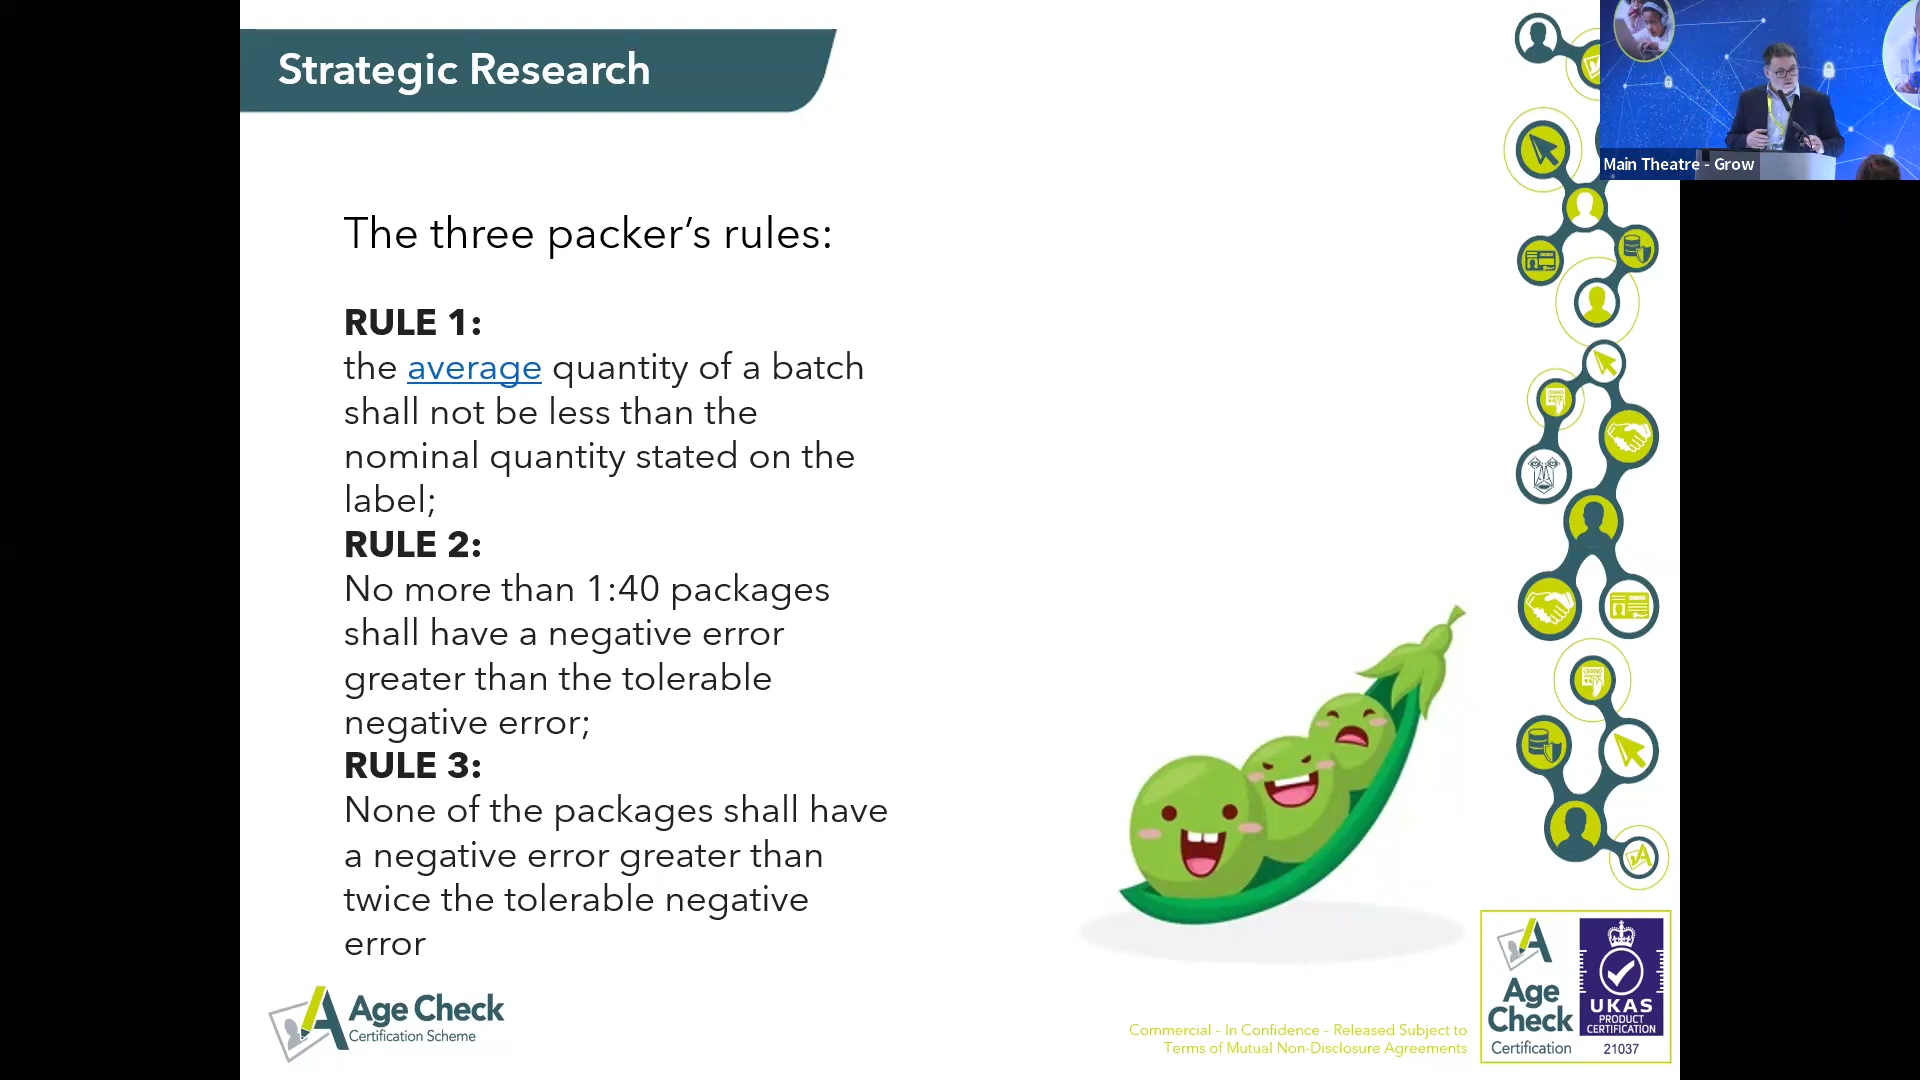 Strategic Research
Main Theatre - Grow
The three packer's rules:
RULE 1:
the average quantity of a batch
shall not be less than the
nominal quantity stated on the
label;
RULE 2:
No more than 1:40 packages
shall have a negative error
greater than the tolerable
negative error;
RULE 3:
None of the packages shall have
a negative error greater than
twice the tolerable negative
error
Age Check
Certification Scheme
Commercial - In Confidence - Released Subject to
Terms of Mutual Non-Disclosure Agreements
Age
Check
Certification
UKAS
PRODUCT
CERTIFICATION
21037